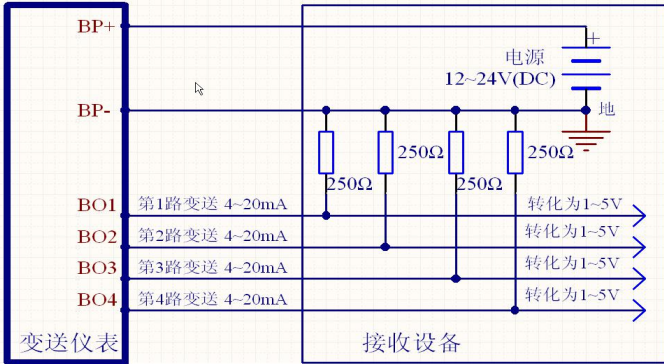 BP+
+
电源
12~24V(DC)
BP-
地
250Ω
250Ω
250Ω
250Ω
BO1 第1路变送 4~20mA 转化为1~5V
BO2 第2路变送 4~20mA 转化为1~5V
BO3 第3路变送 4~20mA 转化为1~5V
BO4 第4路变送 4~20mA 转化为1~5V
变送仪表 接收设备